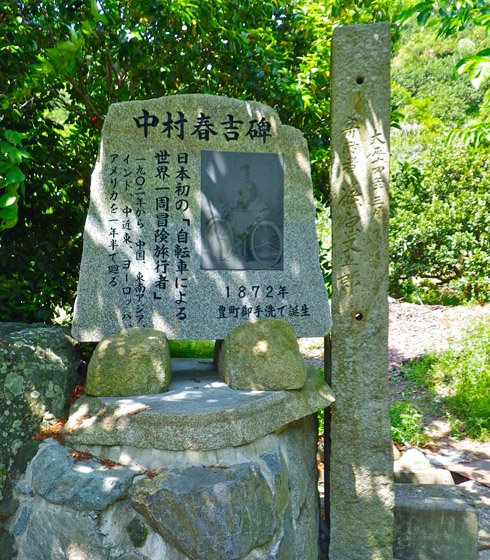 中村春吉碑
日本初の「自転車による
世界一周冒険旅行者」
一九〇二年から、中国、東南アジア、
インド、中近東、ヨーロッパ、
アメリカを一年半で廻る。
1872年
豊町御手洗で誕生